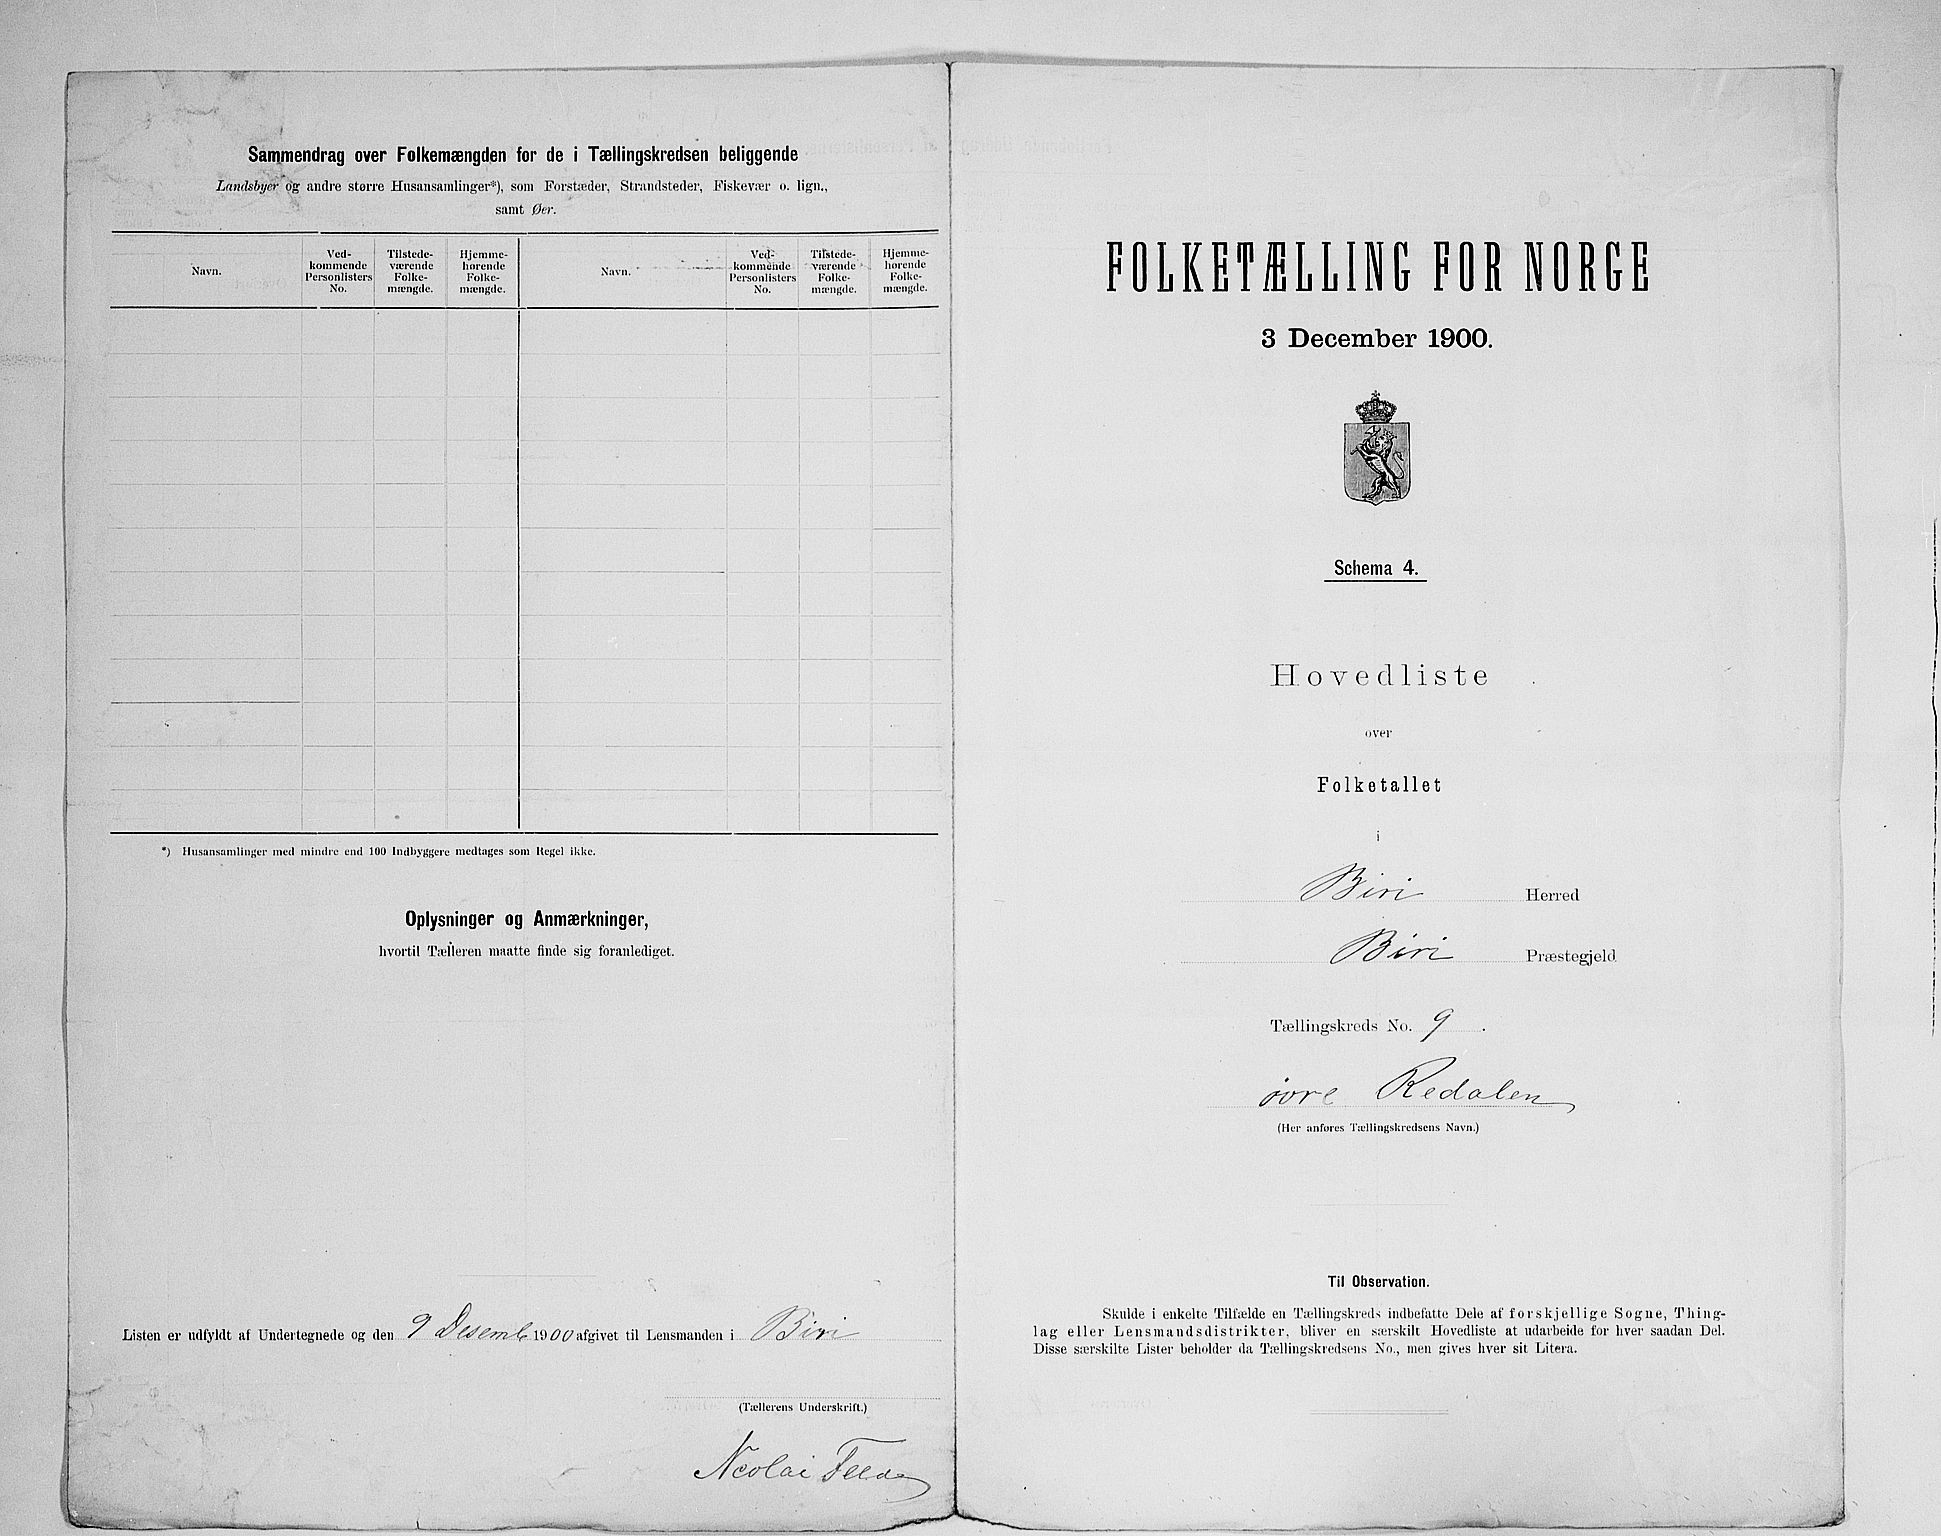 Sammendrag over Folkemængden for de i Tællingskredsen beliggende
Landsbyer og andre større Husansamlinger*), som Forstæder, Strandsteder, Fiskevær o. lign.,
samt Øer.
Navn.
Ved-
kommende
Personlisters
No.
Tilstede-
værende
Folke-
mængde.
Hjemme-
hørende
Folke-
mængde.
Navn.
Ved-
kommende
Personlisters
No.
Tilstede-
værende
Folke-
mængde.
Hjemme-
hørende
Folke-
mængde.
*) Husansamlinger med mindre end 100 Indbyggere medtages som Regel ikke.
Oplysninger og Anmærkninger,
hvortil Tælleren maatte finde sig foranlediget.
Listen er udfyldt af Undertegnede og den 9 Desemb 1900 afgivet til Lensmanden i Biri
(Tællerens Underskrift.)
Nicolai
FOLKETÆLLING FOR NORGE
3 December 1900.
Schema 4.
Hovedliste
over
Folketallet
i
Biri Herred
Biri Præstegjeld
Tællingskreds No. 9.
övre Redalen
(Her anføres Tællingskredsens Navn.)
Til Observation.
Skulde i enkelte Tilfælde en Tællingskreds indbefatte Dele af forskjellige Sogne, Thing-
lag eller Lensmandsdistrikter, bliver en særskilt Hovedliste at udarbeide for hver saadan Del.
Disse særskilte Lister beholder da Tællingskredsens No., men gives hver sit Litera.